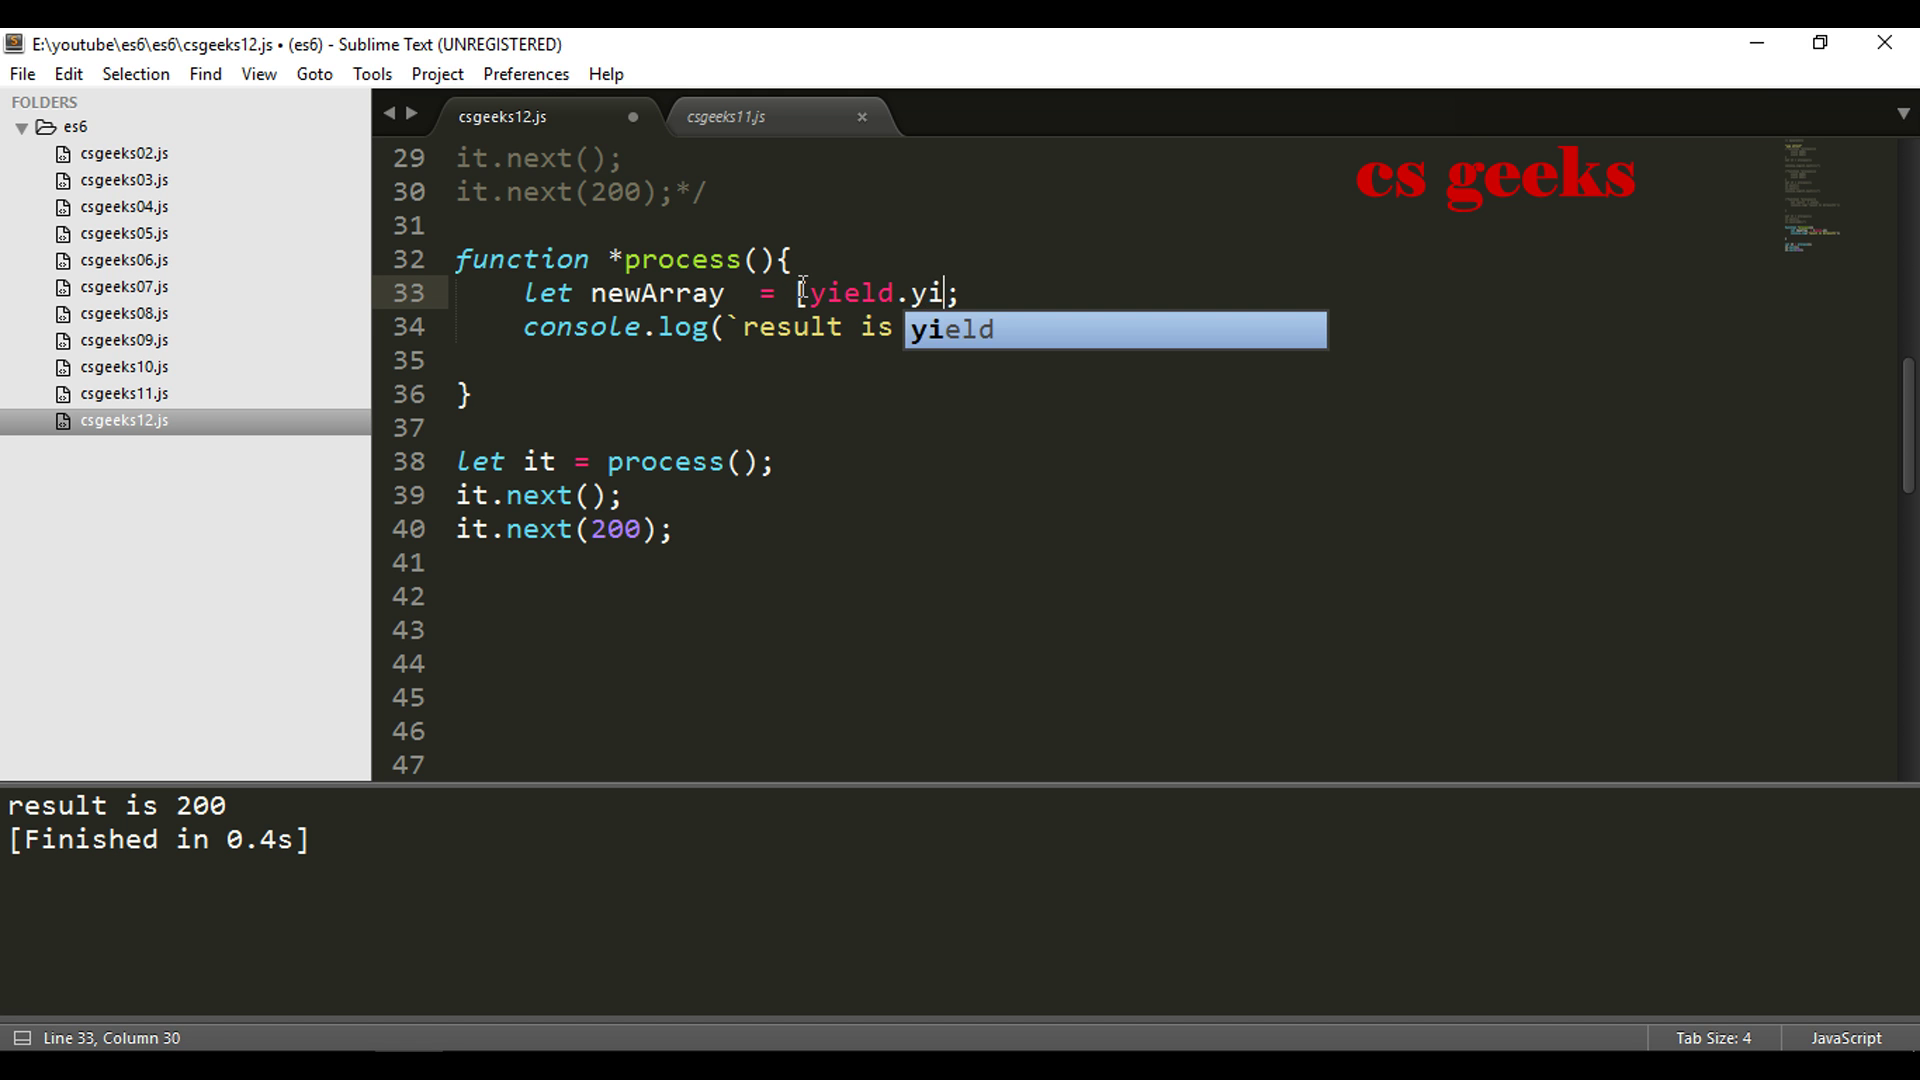 E:\youtube\es6\es6\csgeeks12.js • (es6) - Sublime Text (UNREGISTERED)
File Edit Selection Find View Goto Tools Project Preferences Help
FOLDERS
es6
csgeeks02.js
csgeeks03.js
csgeeks04.js
csgeeks05.js
csgeeks06.js
csgeeks07.js
csgeeks08.js
csgeeks09.js
csgeeks10.js
csgeeks11.js
csgeeks12.js
csgeeks12.js csgeeks11.js
cs geeks
29 it.next();
30 it.next(200);*/
31
32 function *process(){
33 let newArray  = [yield.yi;
34 console.log(`result is
yield
35
36 }
37
38 let it = process();
39 it.next();
40 it.next(200);
41
42
43
44
45
46
47
result is 200
[Finished in 0.4s]
Line 33, Column 30 Tab Size: 4 JavaScript